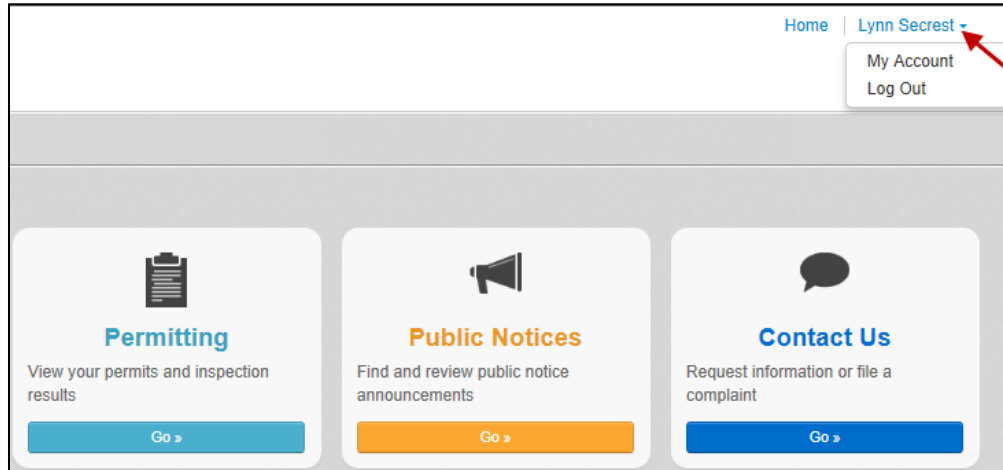 Home
Lynn Secrest
My Account
Log Out
Permitting
View your permits and inspection
results
Go »
Public Notices
Find and review public notice
announcements
Go »
Contact Us
Request information or file a
complaint
Go »